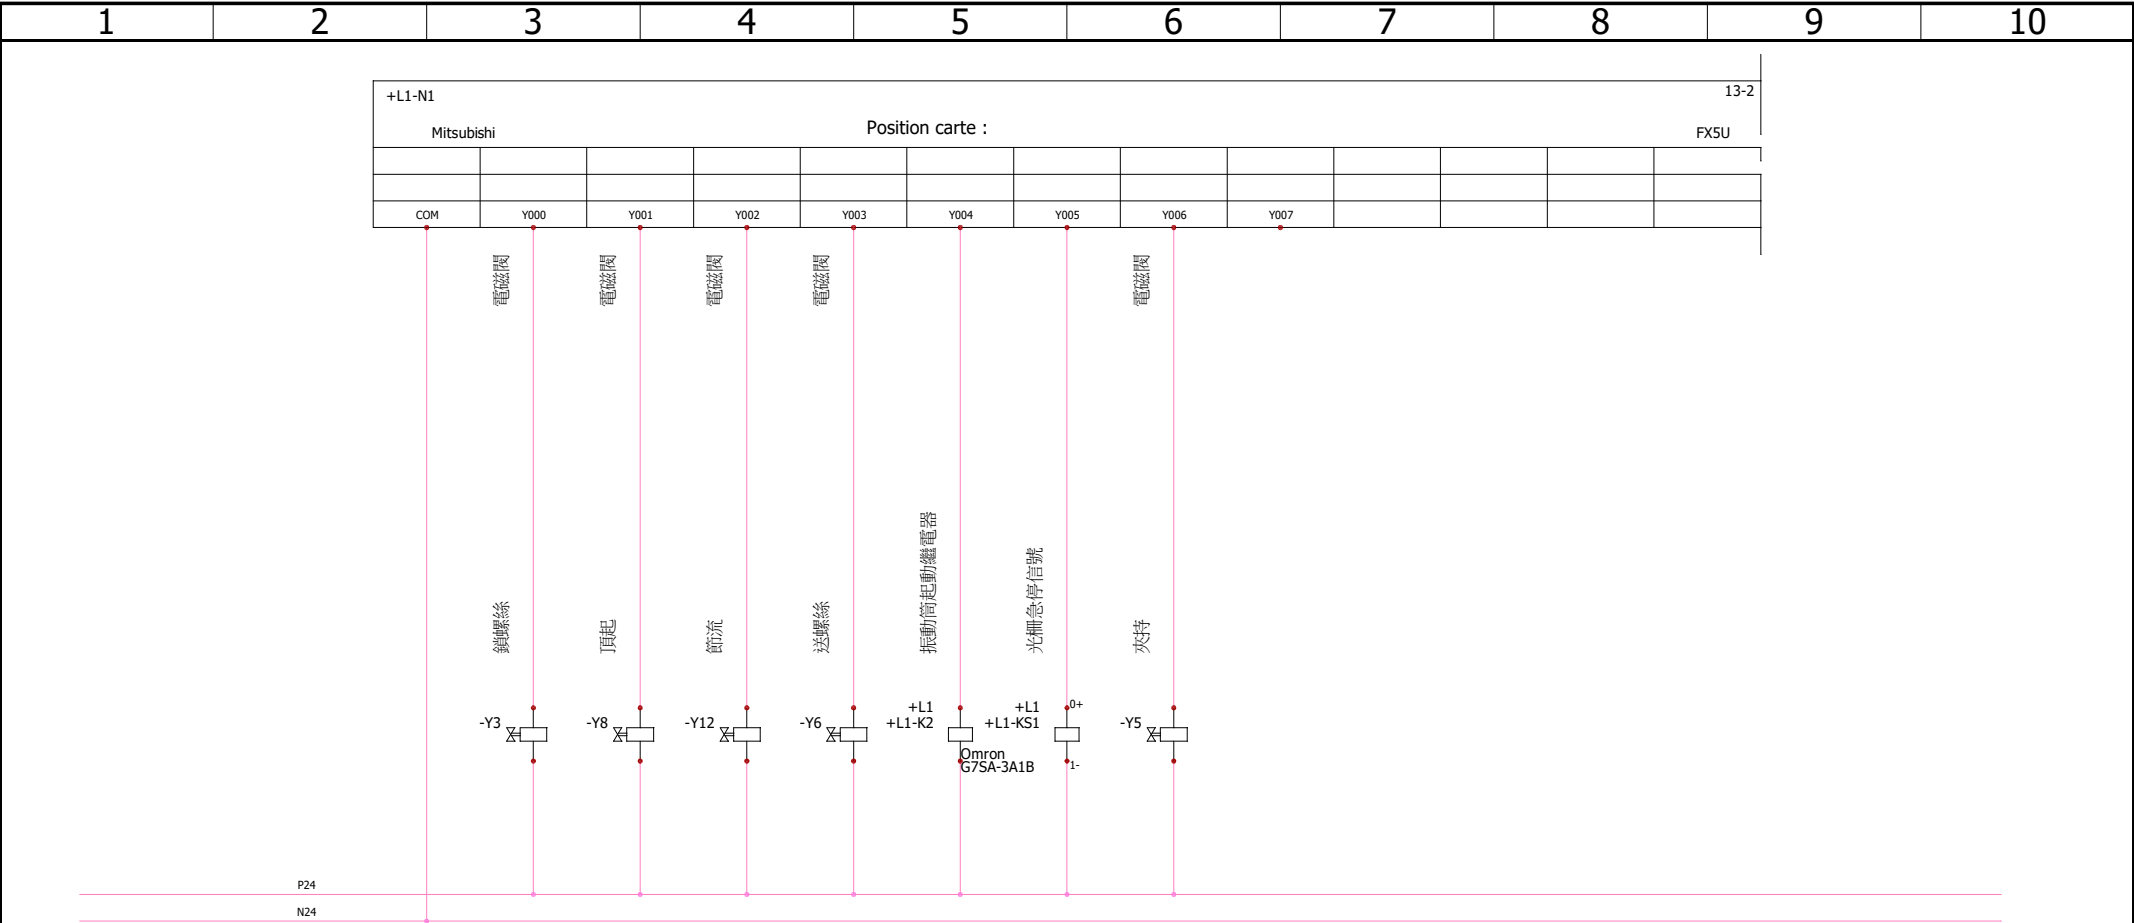 1 2 3 4 5 6 7 8 9 10
+L1-N1 13-2
Mitsubishi Position carte : FX5U
COM Y000 Y001 Y002 Y003 Y004 Y005 Y006 Y007
電磁閥 電磁閥 電磁閥 電磁閥 電磁閥
鎖螺絲 頂起 節流 送螺絲 振動筒起動繼電器 光柵急停信號 夾持
+L1 +L1 0+
-Y3 -Y8 -Y12 -Y6 +L1-K2 +L1-KS1 -Y5
Omron
G7SA-3A1B 1-
P24
N24